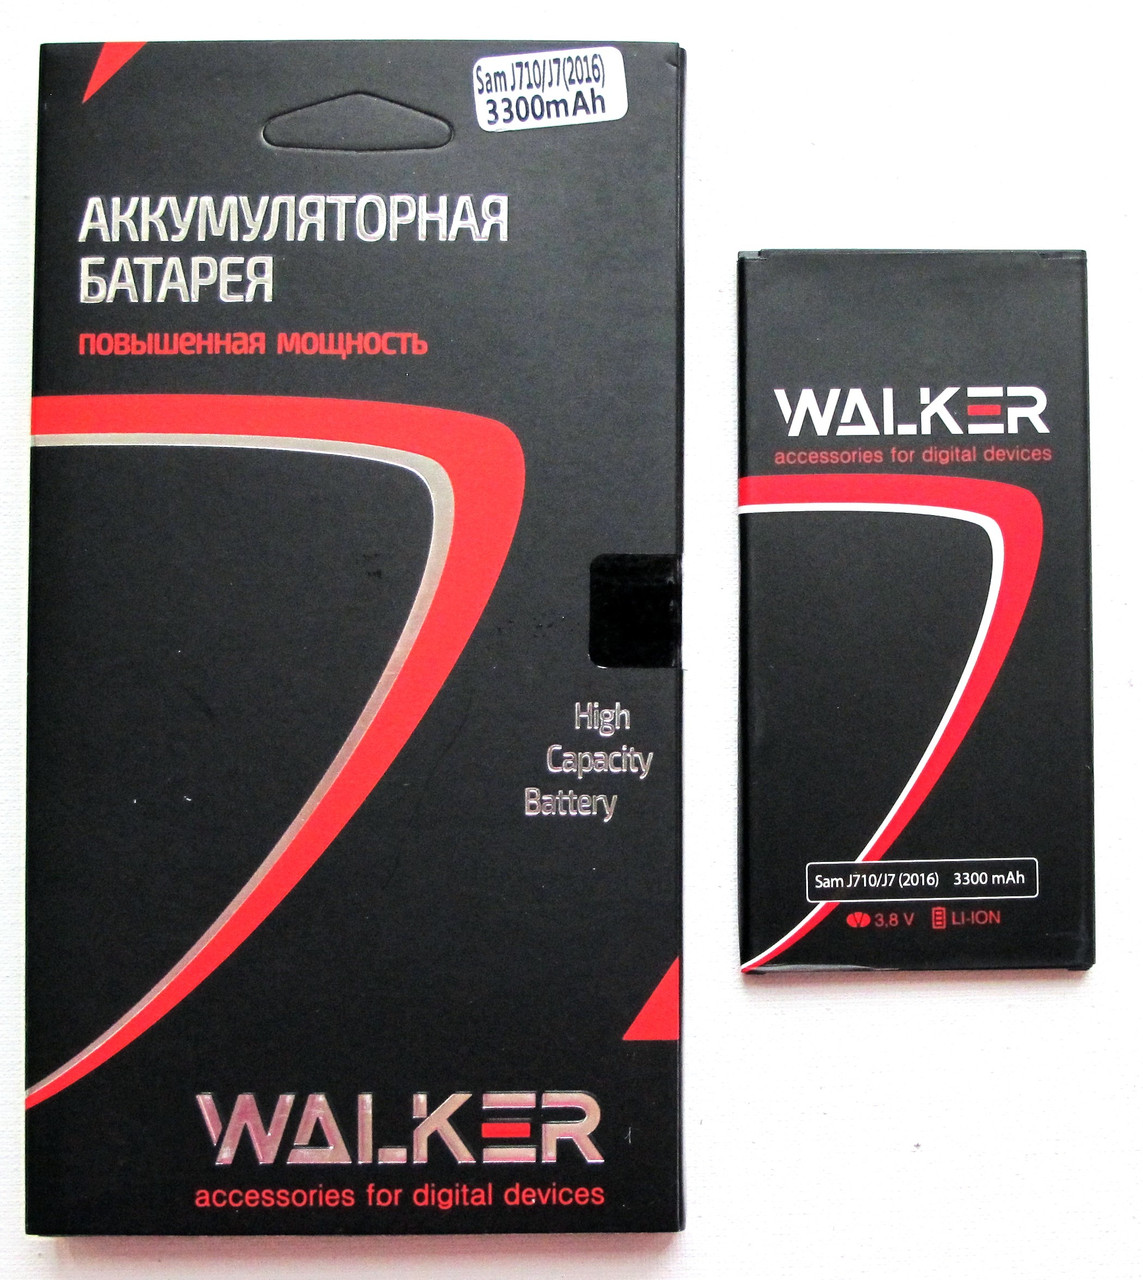 Sam J710/J7(2016)
3300mAh
АККУМУЛЯТОРНАЯ
БАТАРЕЯ
повышенная мощность
High
Capacity
Battery
WALKER
accessories for digital devices
WALKER
accessories for digital devices
Sam J710/J7 (2016) 3300 mAh
V 3,8 V LI-ION